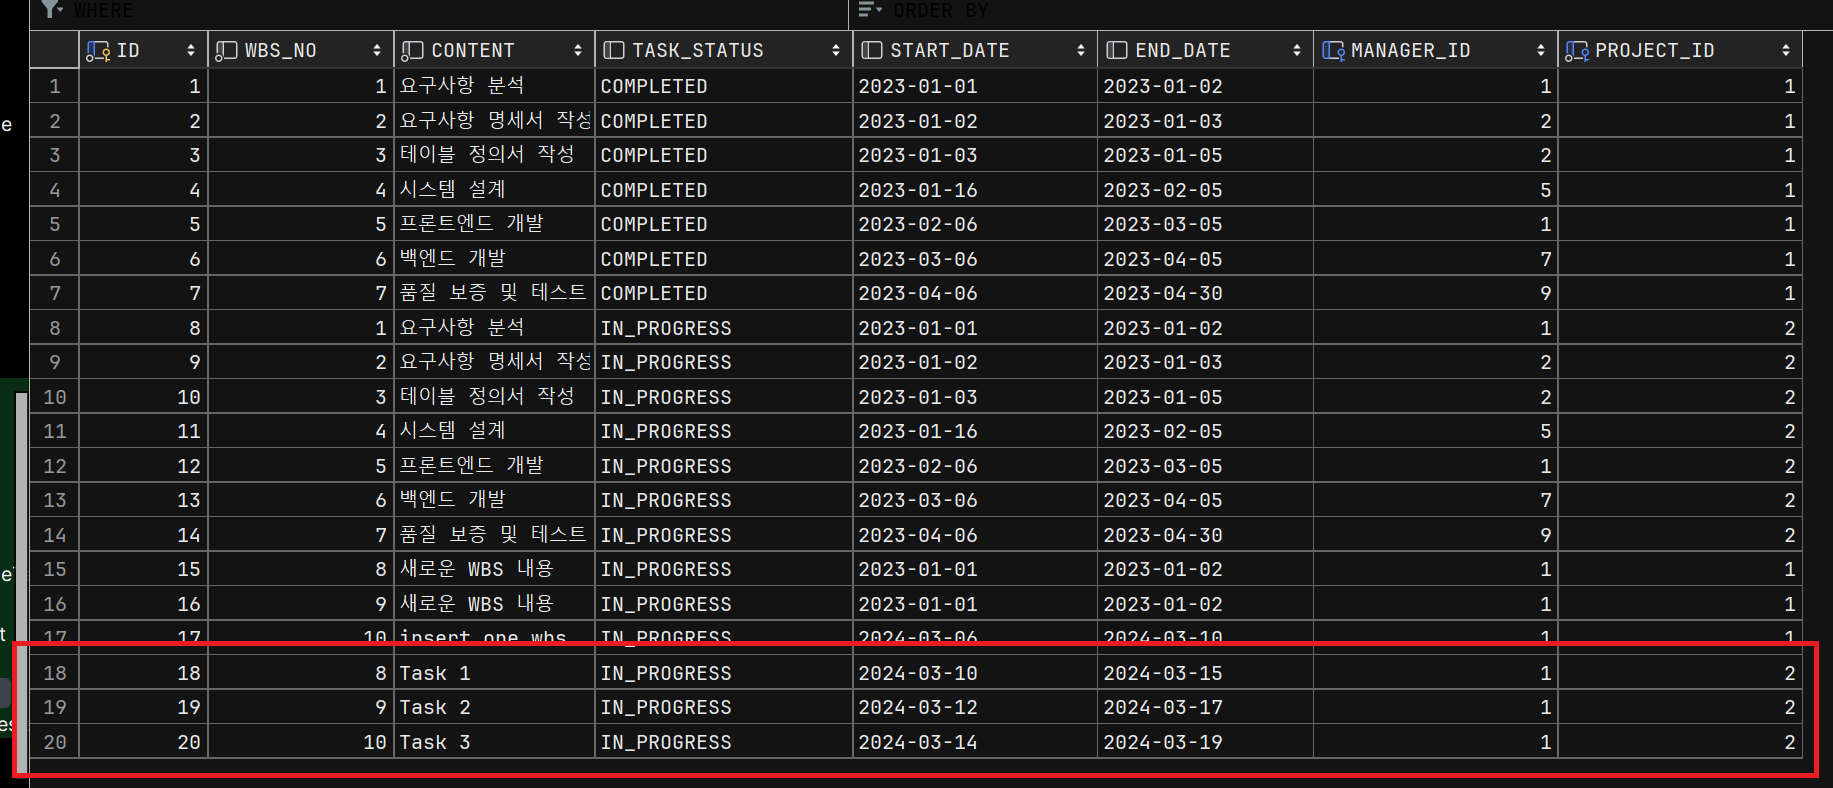 WHERE ORDER BY
ID WBS_NO CONTENT TASK_STATUS START_DATE END_DATE MANAGER_ID PROJECT_ID
1 1 1 요구사항 분석 COMPLETED 2023-01-01 2023-01-02 1 1
e
2 2 2 요구사항 명세서 작성 COMPLETED 2023-01-02 2023-01-03 2 1
3 3 3 테이블 정의서 작성 COMPLETED 2023-01-03 2023-01-05 2 1
4 4 4 시스템 설계 COMPLETED 2023-01-16 2023-02-05 5 1
5 5 5 프론트엔드 개발 COMPLETED 2023-02-06 2023-03-05 1 1
6 6 6 백엔드 개발 COMPLETED 2023-03-06 2023-04-05 7 1
7 7 7 품질 보증 및 테스트 COMPLETED 2023-04-06 2023-04-30 9 1
8 8 1 요구사항 분석 IN_PROGRESS 2023-01-01 2023-01-02 1 2
9 9 2 요구사항 명세서 작성 IN_PROGRESS 2023-01-02 2023-01-03 2 2
10 10 3 테이블 정의서 작성 IN_PROGRESS 2023-01-03 2023-01-05 2 2
11 11 4 시스템 설계 IN_PROGRESS 2023-01-16 2023-02-05 5 2
12 12 5 프론트엔드 개발 IN_PROGRESS 2023-02-06 2023-03-05 1 2
13 13 6 백엔드 개발 IN_PROGRESS 2023-03-06 2023-04-05 7 2
14 14 7 품질 보증 및 테스트 IN_PROGRESS 2023-04-06 2023-04-30 9 2
15 15 8 새로운 WBS 내용 IN_PROGRESS 2023-01-01 2023-01-02 1 1
e
16 16 9 새로운 WBS 내용 IN_PROGRESS 2023-01-01 2023-01-02 1 1
t
17 17 10 insert one wbs IN_PROGRESS 2024-03-06 2024-03-10 1 1
18 18 8 Task 1 IN_PROGRESS 2024-03-10 2024-03-15 1 2
19 19 9 Task 2 IN_PROGRESS 2024-03-12 2024-03-17 1 2
es
20 20 10 Task 3 IN_PROGRESS 2024-03-14 2024-03-19 1 2